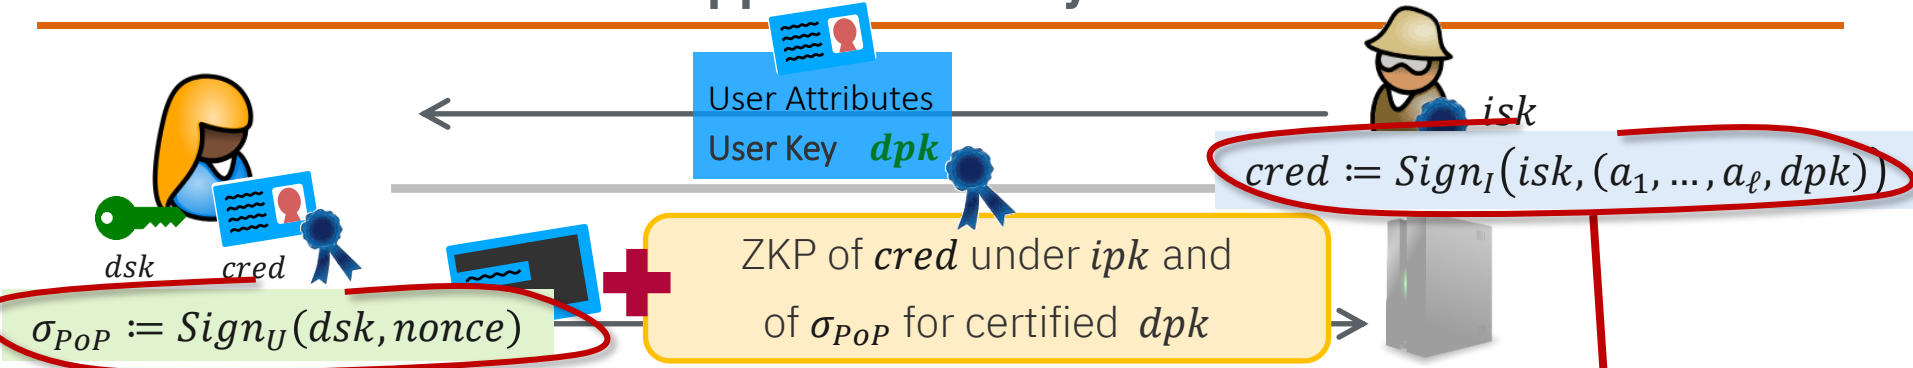 User Attributes
User Key dpk
isk
cred ≔ Sign_I(isk, (a_1, …, a_ℓ, dpk))
dsk
cred
ZKP of cred under ipk and
of σ_PoP for certified dpk
σ_PoP ≔ Sign_U(dsk, nonce)